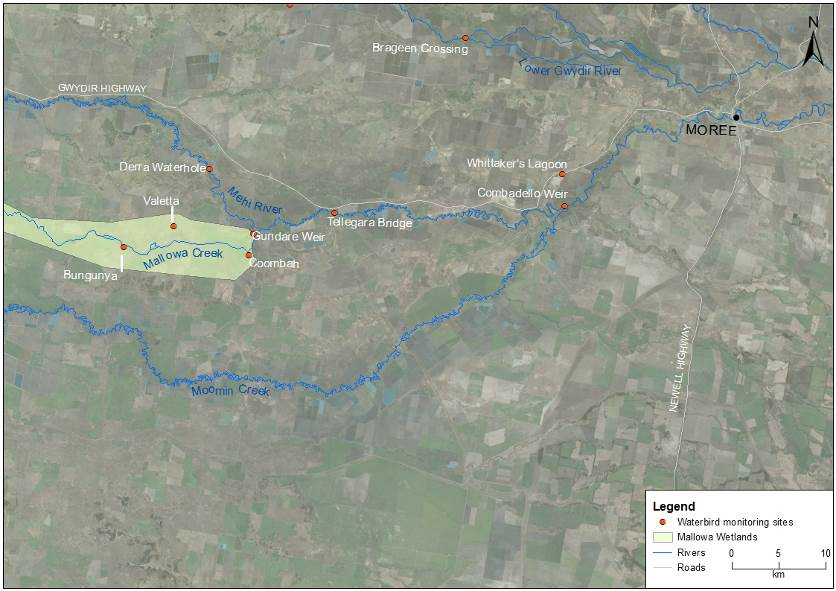 N
Brageen Crossing
Lower Gwydir River
GWYDIR HIGHWAY
MOREE
Derra Waterhole
Whittaker's Lagoon
Mehi River
Combadello Weir
Valetta
Tellegara Bridge
Gundare Weir
Mallowa Creek
Coombah
Bungunya
Moomin Creek
NEWELL HIGHWAY
Legend
Waterbird monitoring sites
Mallowa Wetlands
Rivers
Roads
0 5 10
km